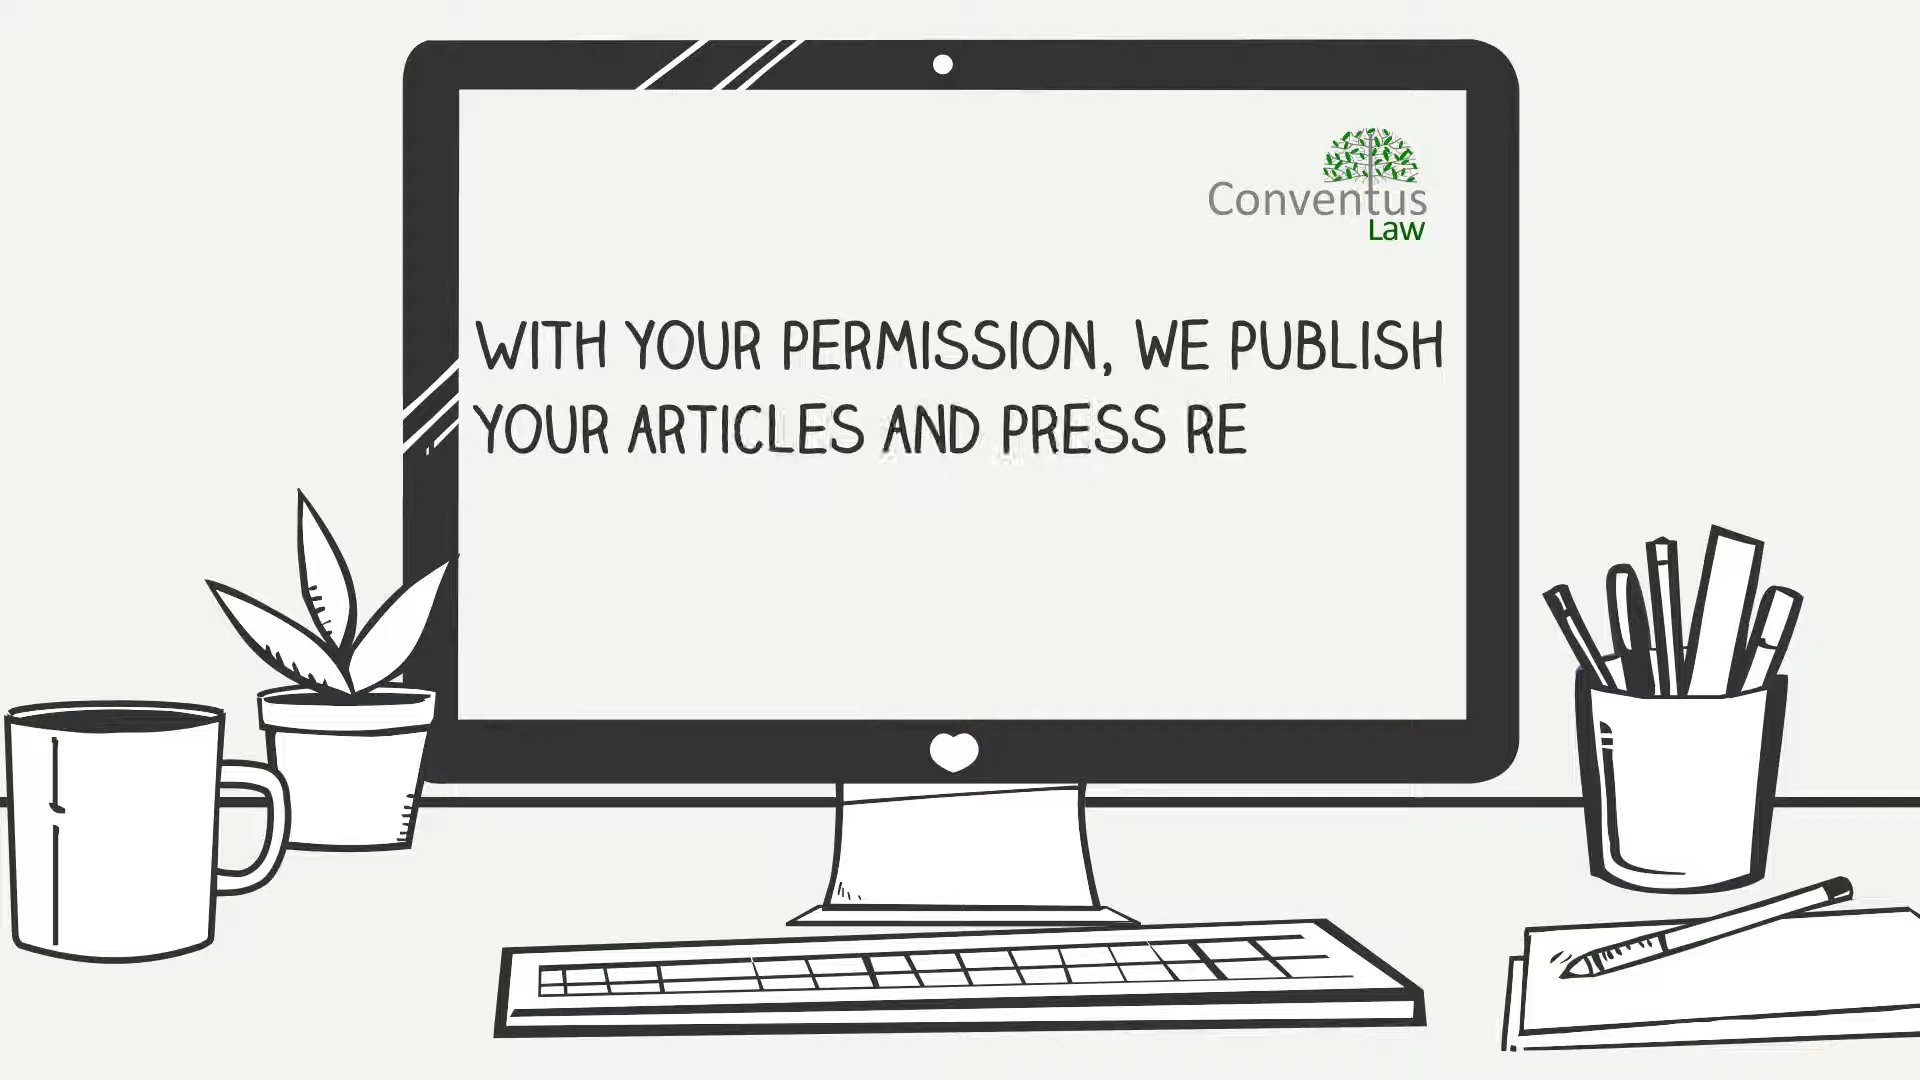 Conventus
Law
WITH YOUR PERMISSION, WE PUBLISH
YOUR ARTICLES AND PRESS RE